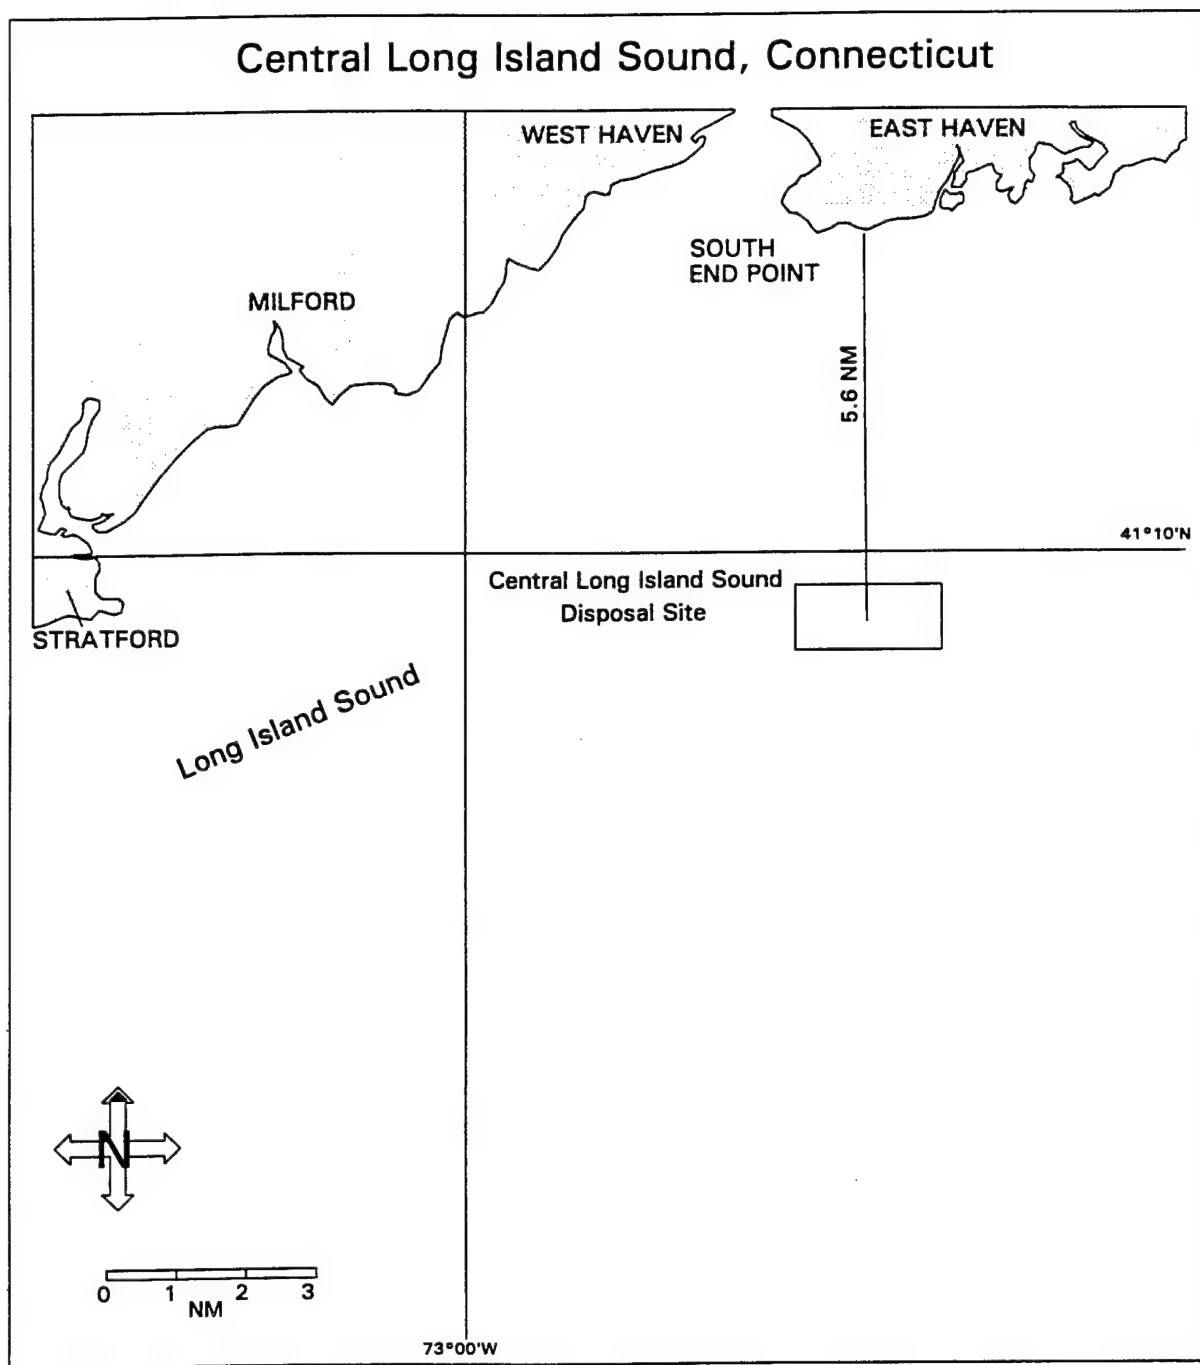 Central Long Island Sound, Connecticut
WEST HAVEN
EAST HAVEN
SOUTH
END POINT
MILFORD
5.6 NM
41°10'N
Central Long Island Sound
Disposal Site
STRATFORD
Long Island Sound
N
0 1 2 3
NM
73°00'W